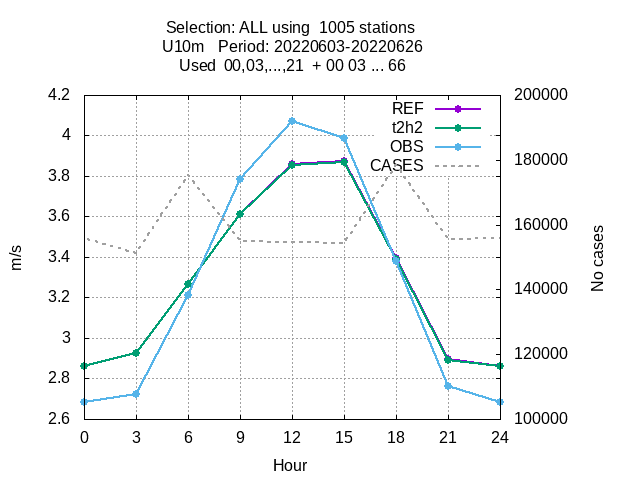 Selection: ALL using  1005 stations
U10m   Period: 20220603-20220626
Used  00,03,...,21  + 00 03 ... 66
4.2
4
3.8
3.6
3.4
3.2
3
2.8
2.6
200000
180000
160000
140000
120000
100000
REF
t2h2
OBS
CASES
m/s
No cases
0 3 6 9 12 15 18 21 24
Hour